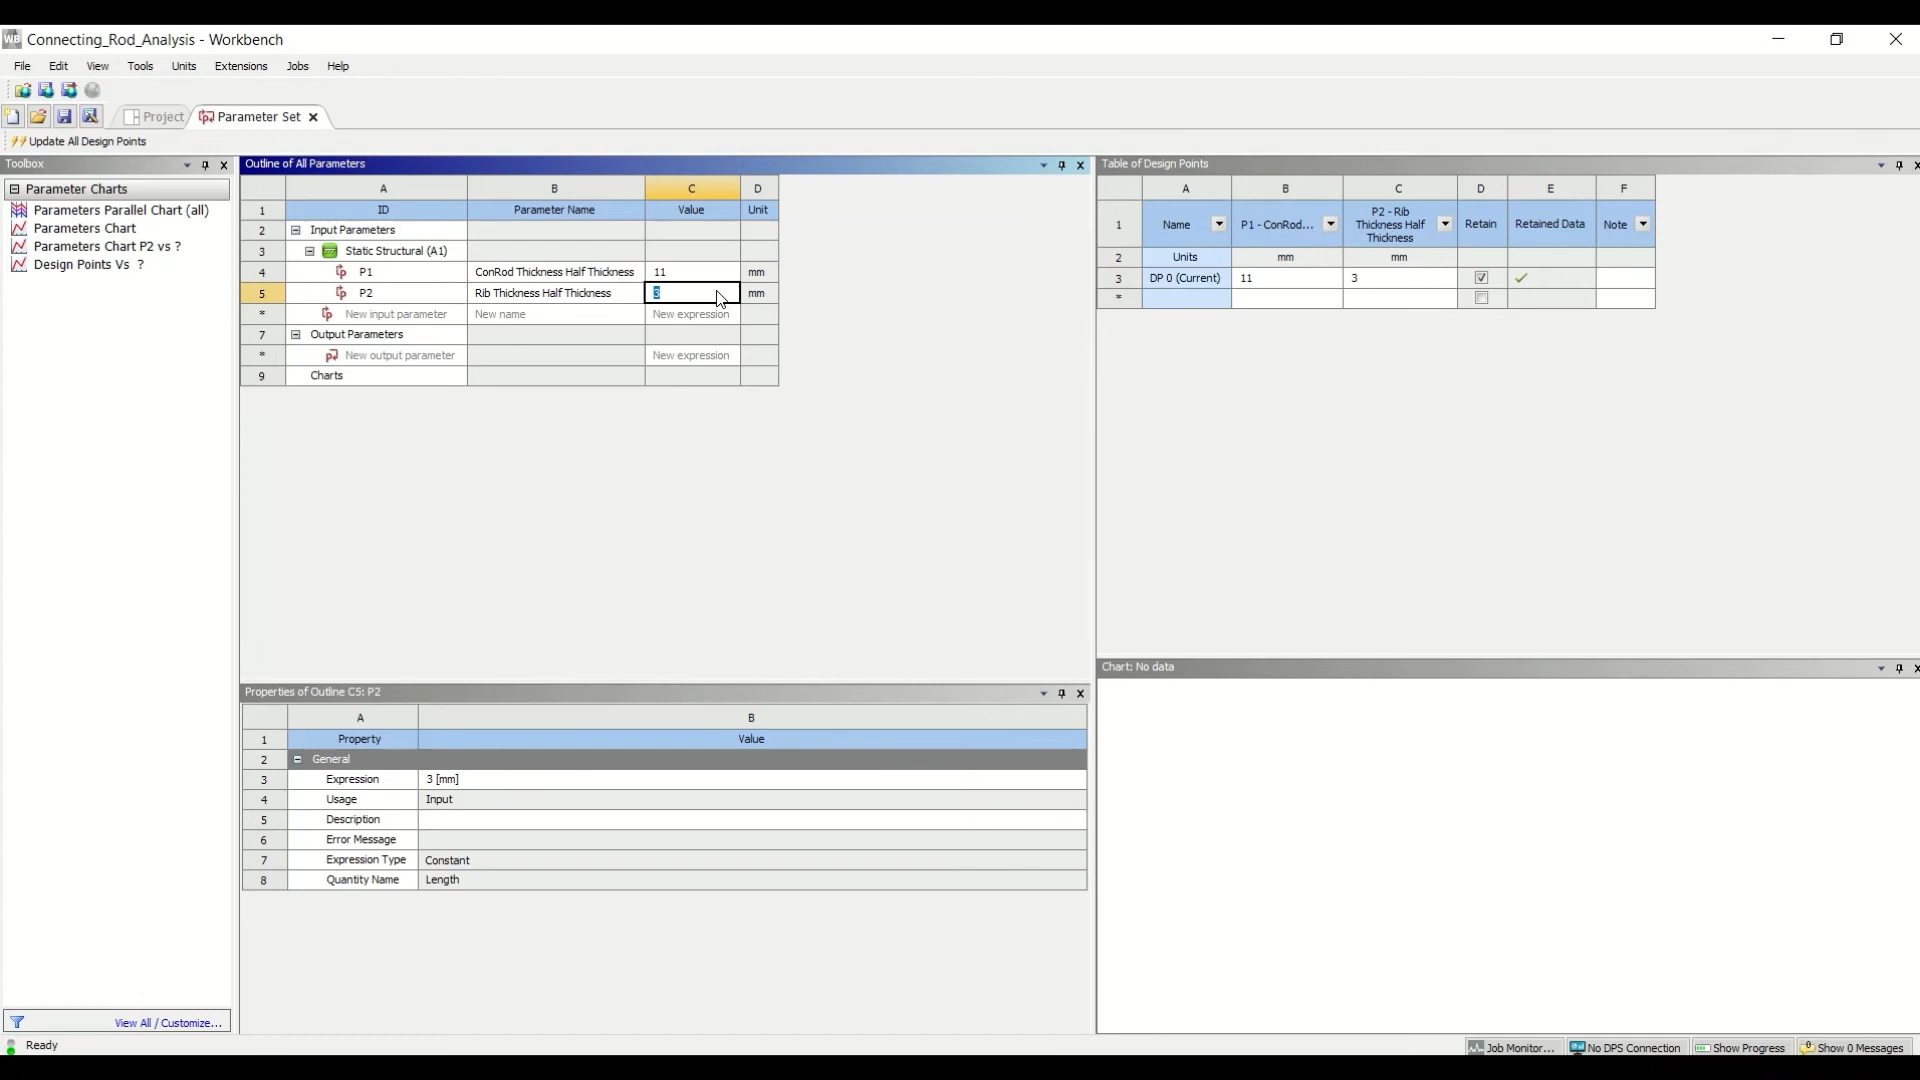 WB Connecting_Rod_Analysis - Workbench
File Edit View Tools Units Extensions Jobs Help
Project Parameter Set
Update All Design Points
Toolbox
Parameter Charts
Parameters Parallel Chart (all)
Parameters Chart
Parameters Chart P2 vs ?
Design Points Vs ?
View All / Customize...
Outline of All Parameters
A B C D
1 ID Parameter Name Value Unit
2 Input Parameters
3 Static Structural (A1)
4 P1 ConRod Thickness Half Thickness 11 mm
5 P2 Rib Thickness Half Thickness 3 mm
* New input parameter New name New expression
7 Output Parameters
* New output parameter New expression
9 Charts
Properties of Outline C5: P2
A B
1 Property Value
2 General
3 Expression 3 [mm]
4 Usage Input
5 Description
6 Error Message
7 Expression Type Constant
8 Quantity Name Length
Table of Design Points
A B C D E F
1 Name P1 - ConRod... P2 - Rib Thickness Half Thickness Retain Retained Data Note
2 Units mm mm
3 DP 0 (Current) 11 3
*
Chart: No data
Ready
Job Monitor... No DPS Connection Show Progress Show 0 Messages